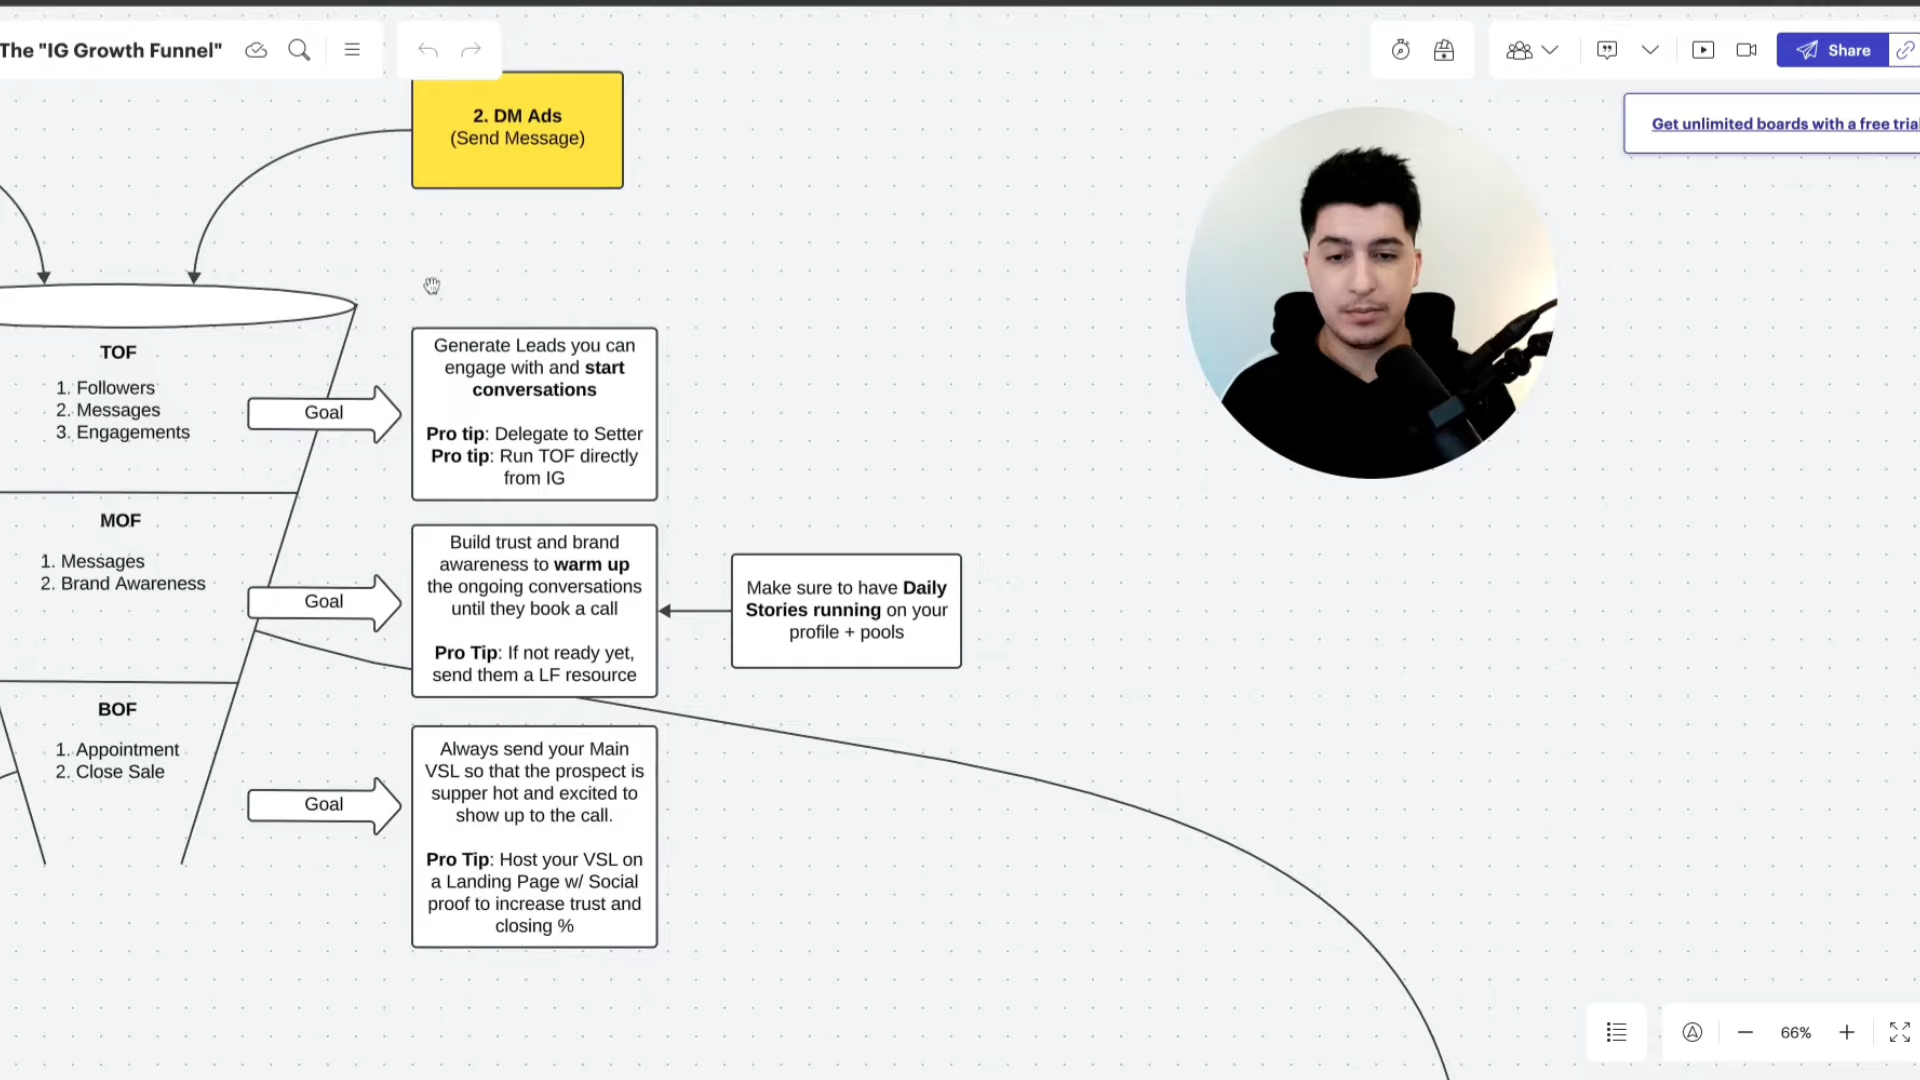 The "IG Growth Funnel"
Share
Get unlimited boards with a free trial
2. DM Ads
(Send Message)
TOF
1. Followers
2. Messages
3. Engagements
Goal
Generate Leads you can
engage with and start
conversations
Pro tip: Delegate to Setter
Pro tip: Run TOF directly
from IG
MOF
1. Messages
2. Brand Awareness
Goal
Build trust and brand
awareness to warm up
the ongoing conversations
until they book a call
Pro Tip: If not ready yet,
send them a LF resource
Make sure to have Daily
Stories running on your
profile + pools
BOF
1. Appointment
2. Close Sale
Goal
Always send your Main
VSL so that the prospect is
supper hot and excited to
show up to the call.
Pro Tip: Host your VSL on
a Landing Page w/ Social
proof to increase trust and
closing %
66%